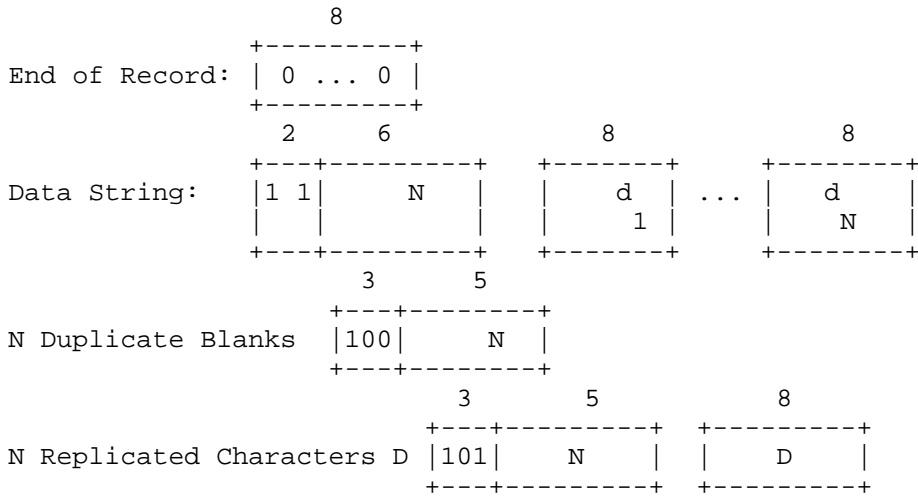 8
+---------+
End of Record: | 0 ... 0 |
+---------+
2 6 8 8
+---+---------+ +-------+ +--------+
Data String: |1 1| N | | d | ... | d |
| | | | 1 | | N |
+---+---------+ +-------+ +--------+
3 5
+---+--------+
N Duplicate Blanks |100| N |
+---+--------+
3 5 8
+---+---------+ +---------+
N Replicated Characters D |101| N | | D |
+---+---------+ +---------+